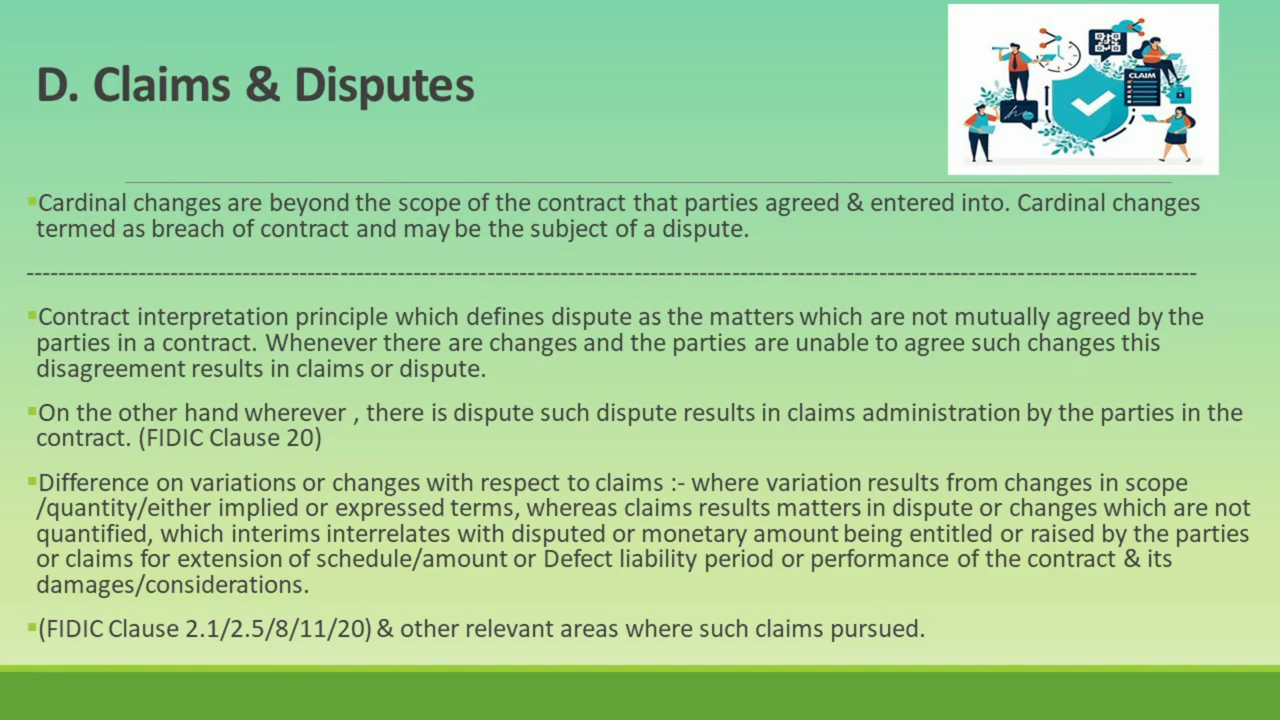 D. Claims & Disputes
CLAIM
▪Cardinal changes are beyond the scope of the contract that parties agreed & entered into. Cardinal changes
termed as breach of contract and may be the subject of a dispute.
--------------------------------------------------------------------------------------------------------------------------------------------------
▪Contract interpretation principle which defines dispute as the matters which are not mutually agreed by the
parties in a contract. Whenever there are changes and the parties are unable to agree such changes this
disagreement results in claims or dispute.
▪On the other hand wherever , there is dispute such dispute results in claims administration by the parties in the
contract. (FIDIC Clause 20)
▪Difference on variations or changes with respect to claims :- where variation results from changes in scope
/quantity/either implied or expressed terms, whereas claims results matters in dispute or changes which are not
quantified, which interims interrelates with disputed or monetary amount being entitled or raised by the parties
or claims for extension of schedule/amount or Defect liability period or performance of the contract & its
damages/considerations.
▪(FIDIC Clause 2.1/2.5/8/11/20) & other relevant areas where such claims pursued.